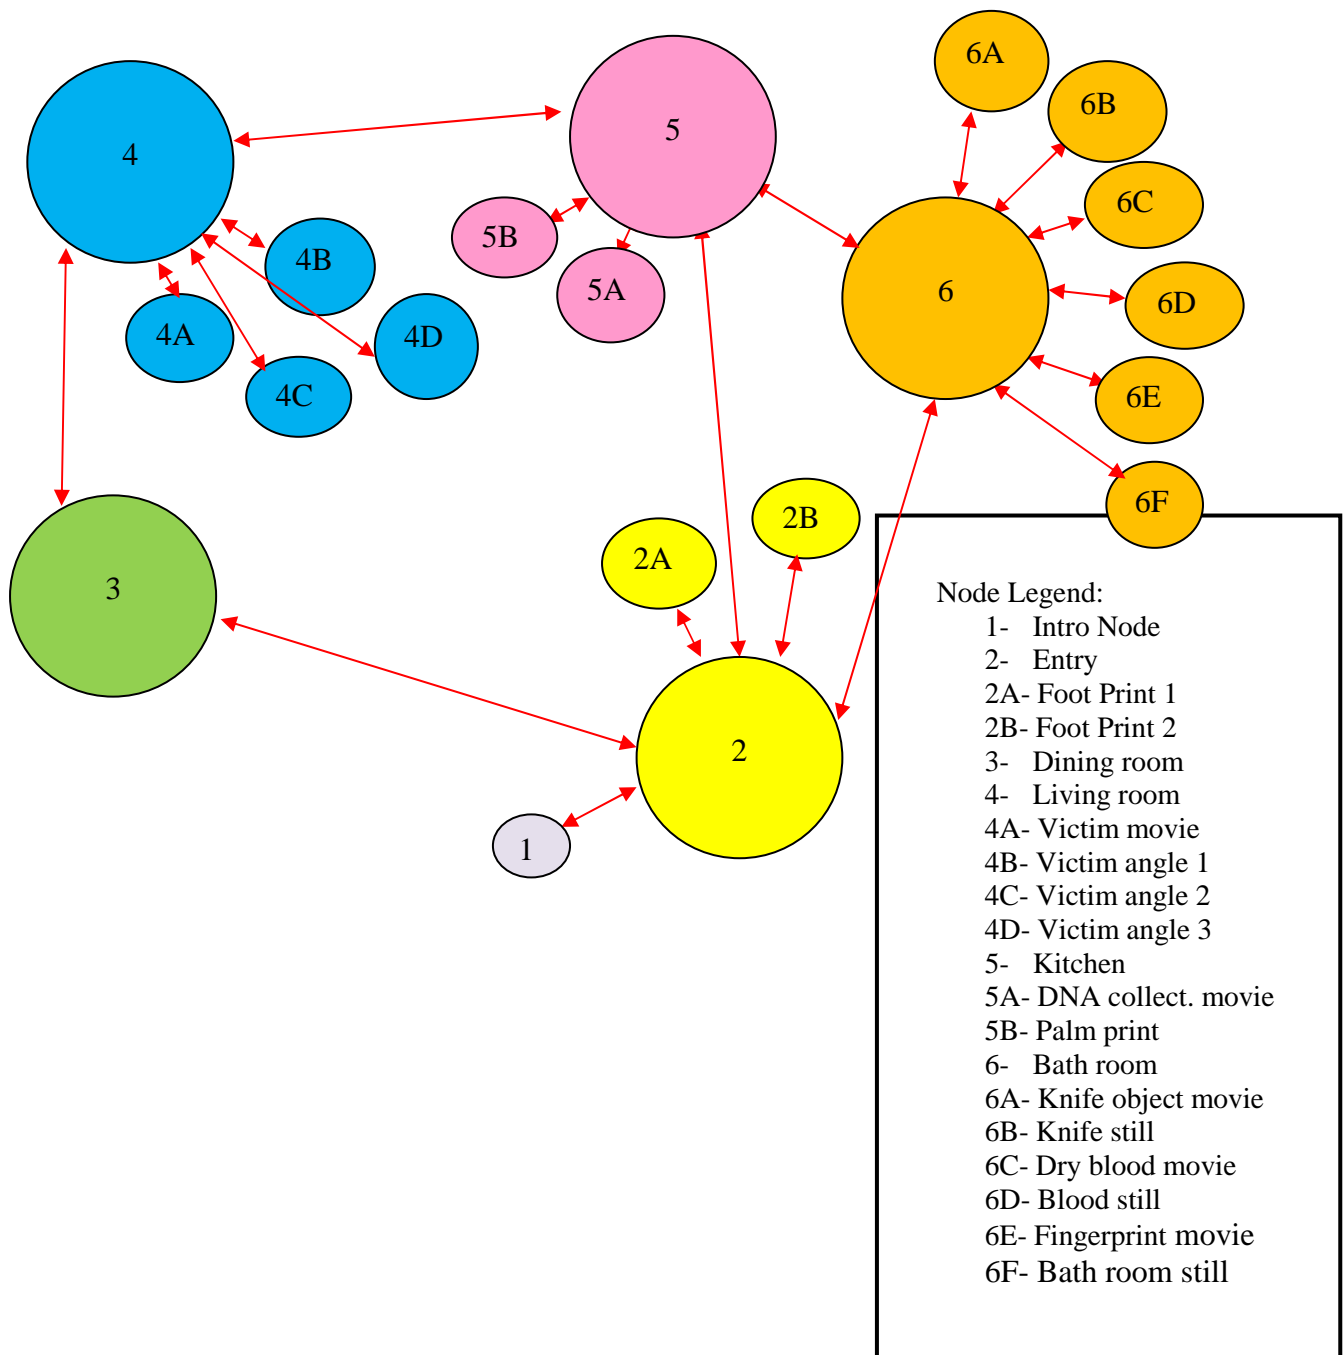 6A
6B
4
5
6C
5B
4B
5A
6
6D
4A
4D
4C
6E
6F
2B
2A
3
2
1
Node Legend:
1- Intro Node
2- Entry
2A- Foot Print 1
2B- Foot Print 2
3- Dining room
4- Living room
4A- Victim movie
4B- Victim angle 1
4C- Victim angle 2
4D- Victim angle 3
5- Kitchen
5A- DNA collect. movie
5B- Palm print
6- Bath room
6A- Knife object movie
6B- Knife still
6C- Dry blood movie
6D- Blood still
6E- Fingerprint movie
6F- Bath room still